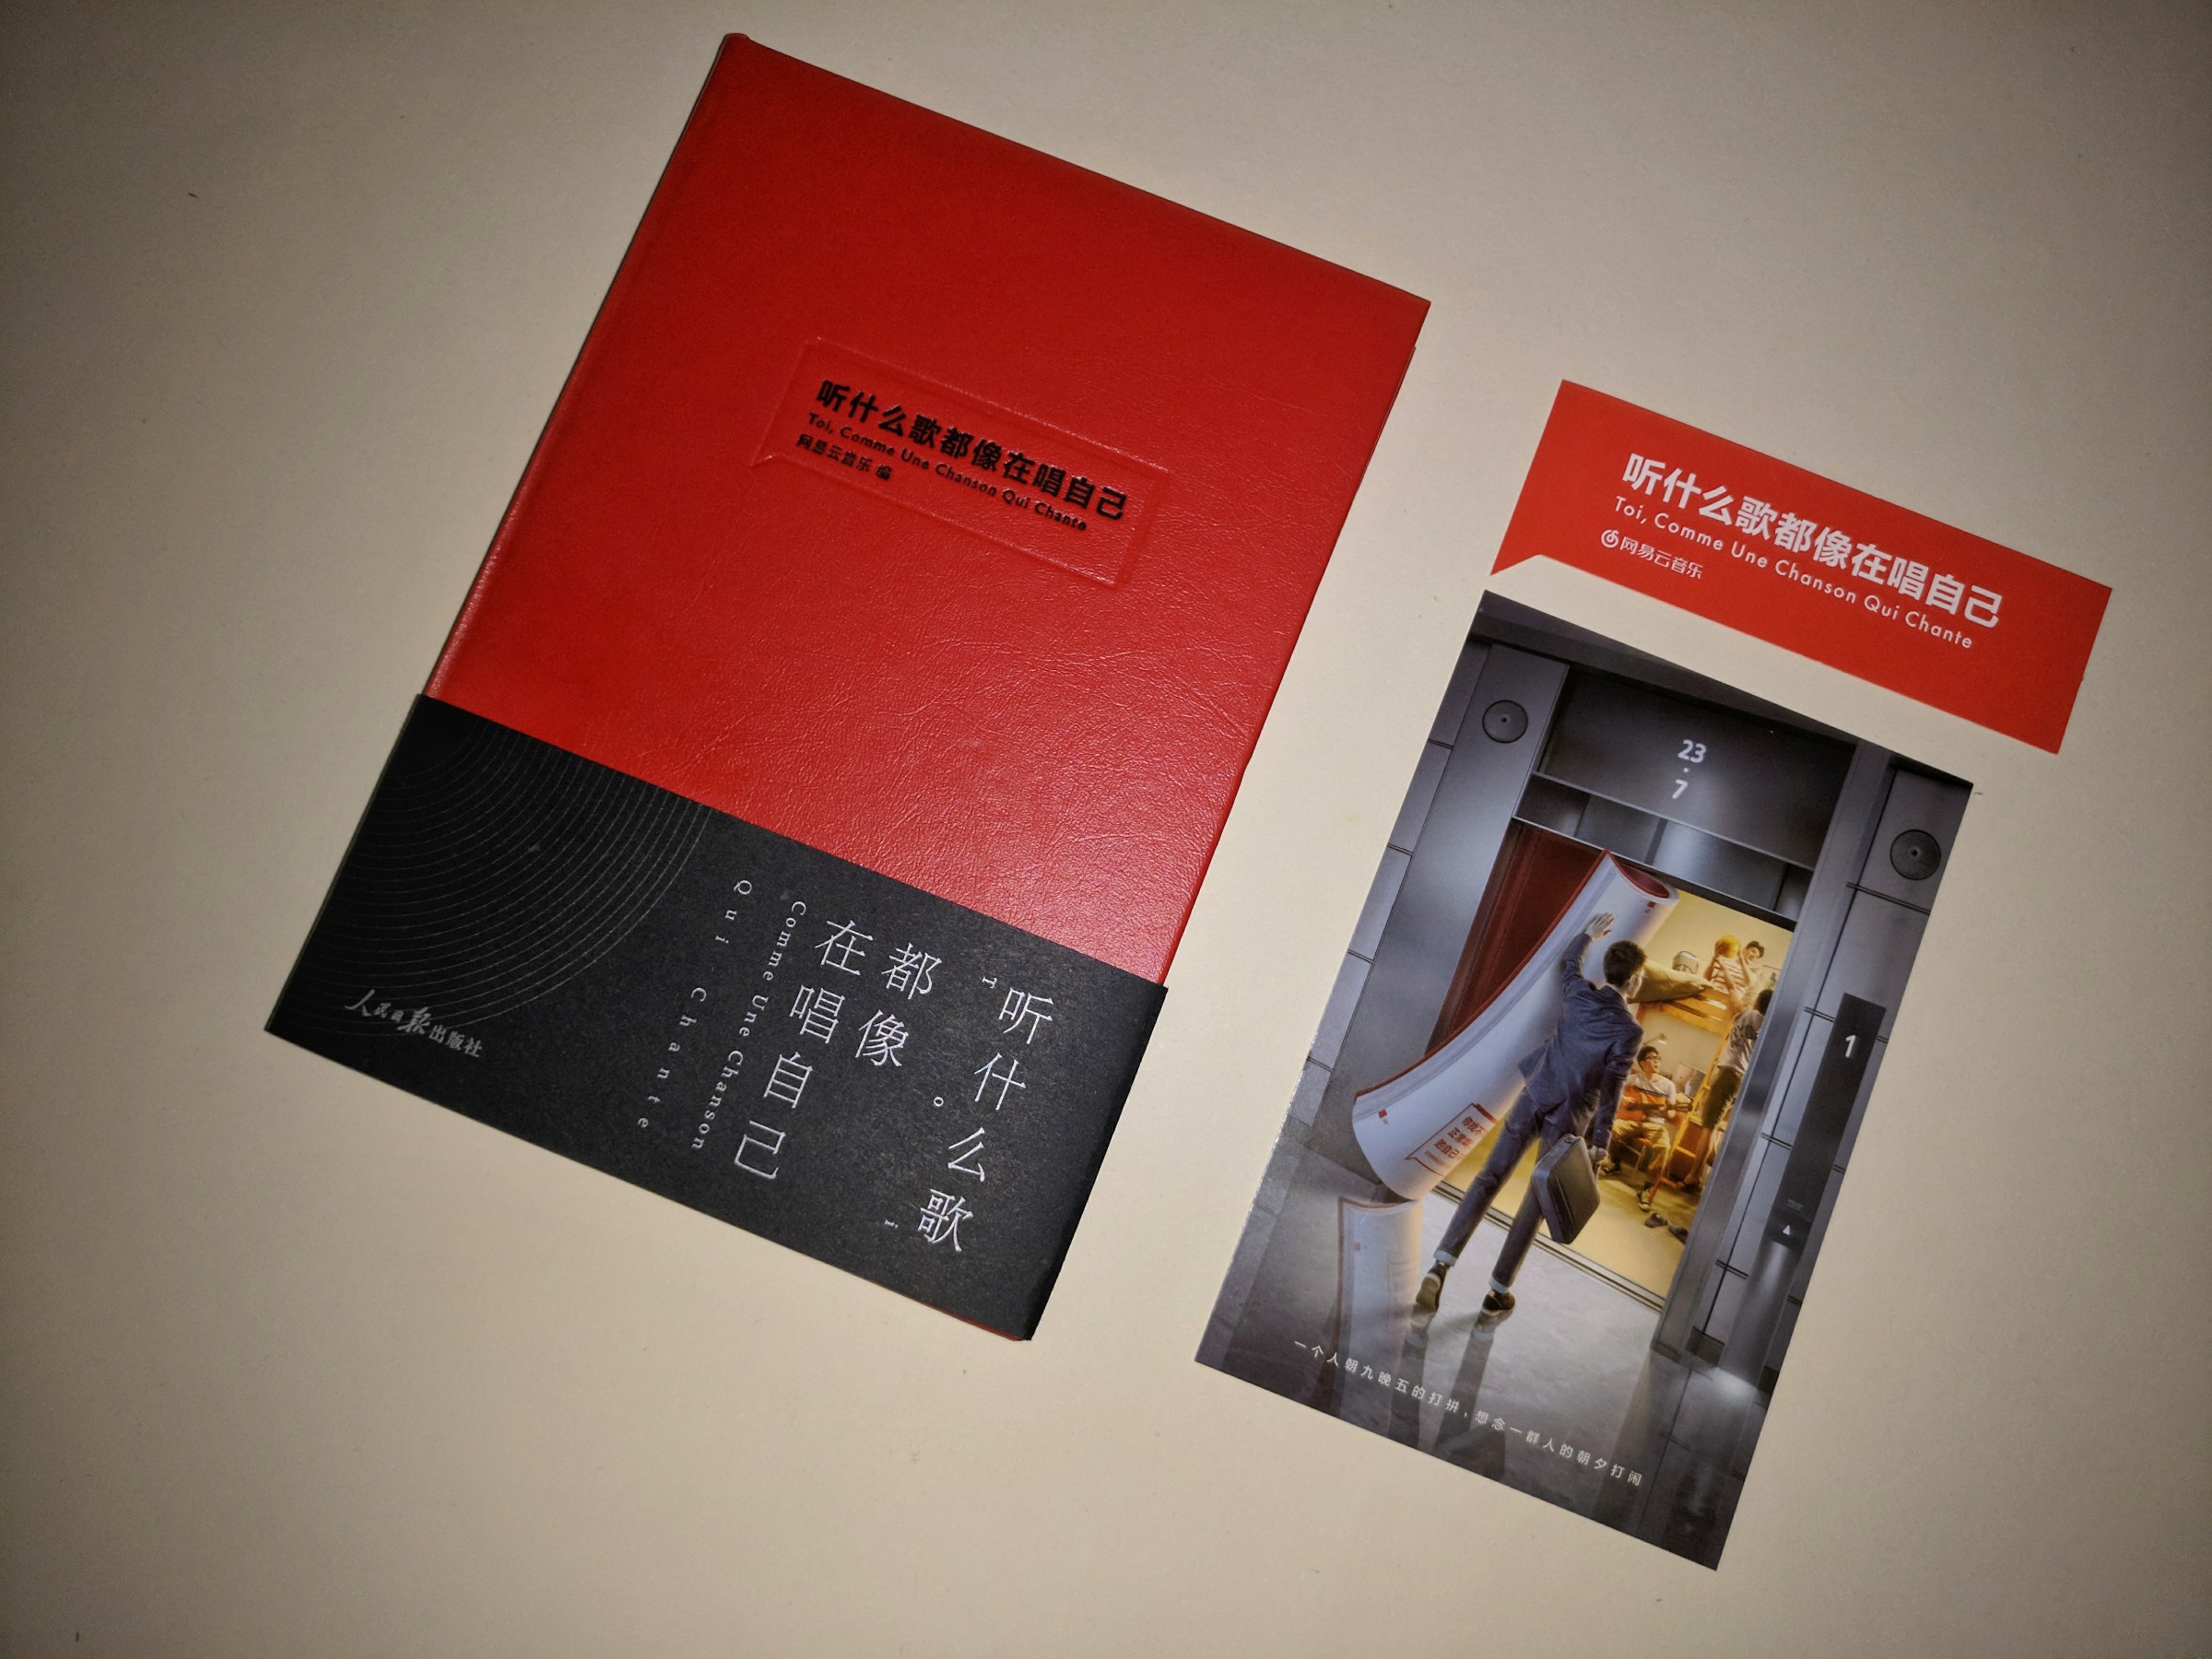 听什么歌都像在唱自己
Toi, Comme Une Chanson Qui Chante
网易云音乐 编
听什么歌
都像
在唱自己
Comme Une Chanson
Qui Chante
人民日报出版社
听什么歌都像在唱自己
Toi, Comme Une Chanson Qui Chante
网易云音乐
23
·
7
1
一个人朝九晚五的打拼，想念一群人的朝夕打闹